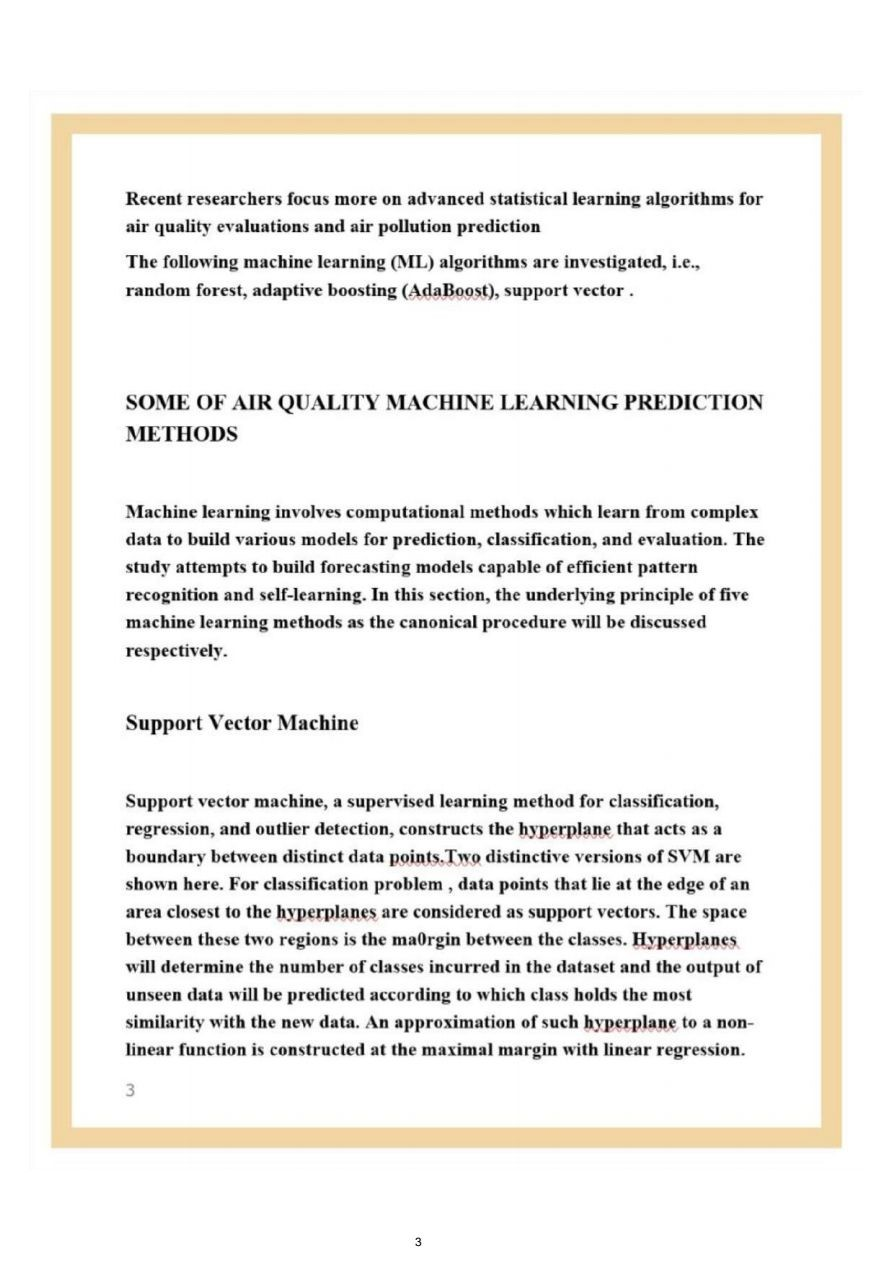 Recent researchers focus more on advanced statistical learning algorithms for
air quality evaluations and air pollution prediction
The following machine learning (ML) algorithms are investigated, i.e.,
random forest, adaptive boosting (AdaBoost), support vector .
SOME OF AIR QUALITY MACHINE LEARNING PREDICTION
METHODS
Machine learning involves computational methods which learn from complex
data to build various models for prediction, classification, and evaluation. The
study attempts to build forecasting models capable of efficient pattern
recognition and self-learning. In this section, the underlying principle of five
machine learning methods as the canonical procedure will be discussed
respectively.
Support Vector Machine
Support vector machine, a supervised learning method for classification,
regression, and outlier detection, constructs the hyperplane that acts as a
boundary between distinct data points.Two distinctive versions of SVM are
shown here. For classification problem , data points that lie at the edge of an
area closest to the hyperplanes are considered as support vectors. The space
between these two regions is the ma0rgin between the classes. Hyperplanes
will determine the number of classes incurred in the dataset and the output of
unseen data will be predicted according to which class holds the most
similarity with the new data. An approximation of such hyperplane to a non-
linear function is constructed at the maximal margin with linear regression.
3
3